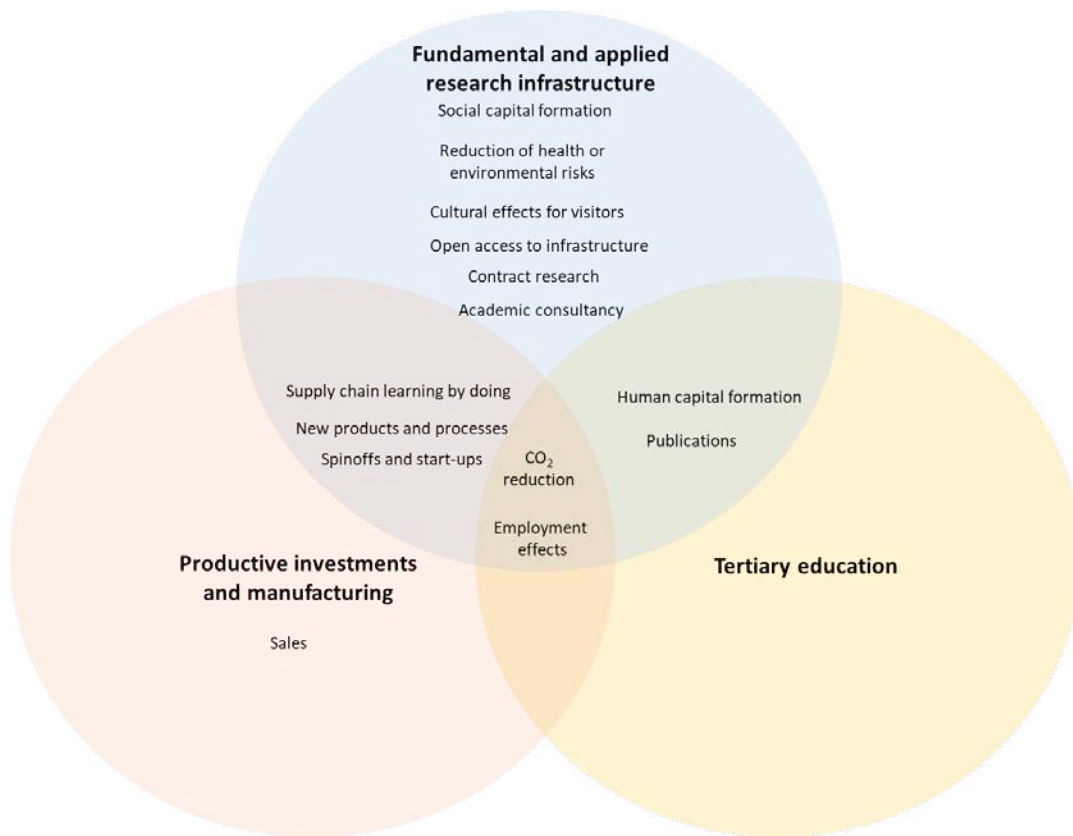 Fundamental and applied
research infrastructure
Social capital formation
Reduction of health or
environmental risks
Cultural effects for visitors
Open access to infrastructure
Contract research
Academic consultancy
Supply chain learning by doing
New products and processes
Spinoffs and start-ups
Human capital formation
Publications
CO₂
reduction
Employment
effects
Productive investments
and manufacturing
Sales
Tertiary education